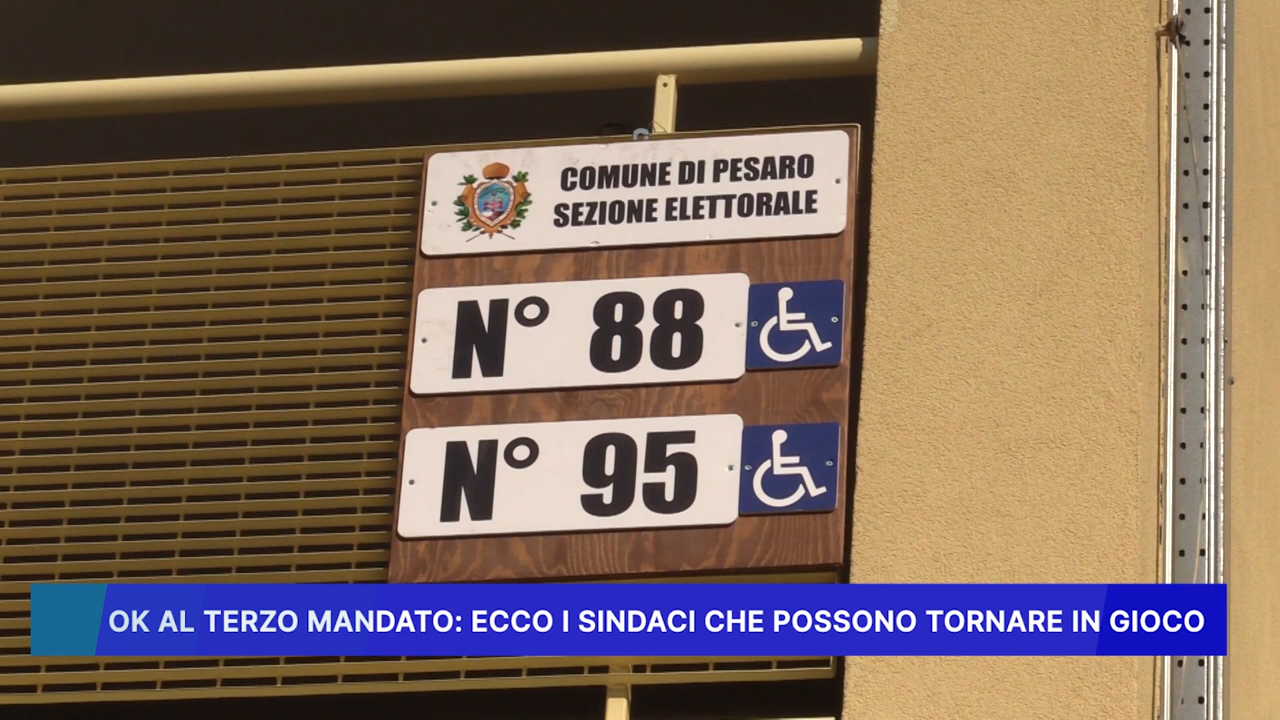 COMUNE DI PESARO
SEZIONE ELETTORALE
N° 88
N° 95
OK AL TERZO MANDATO: ECCO I SINDACI CHE POSSONO TORNARE IN GIOCO